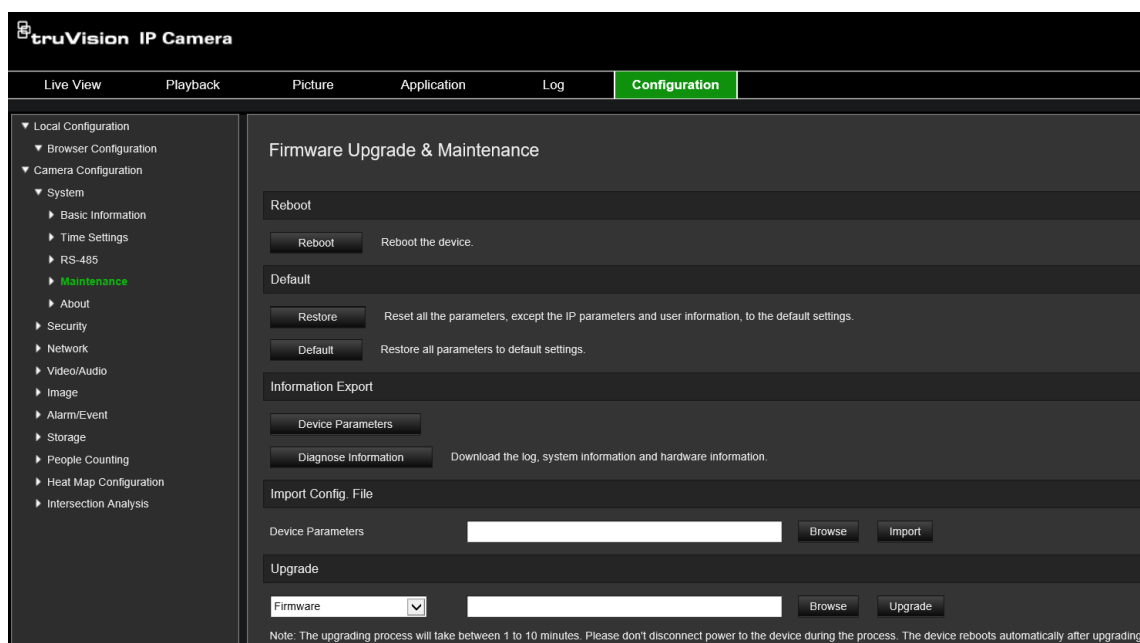 truVision IP Camera
Live View Playback Picture Application Log Configuration
Local Configuration
Browser Configuration
Camera Configuration
System
Basic Information
Time Settings
RS-485
Maintenance
About
Security
Network
Video/Audio
Image
Alarm/Event
Storage
People Counting
Heat Map Configuration
Intersection Analysis
Firmware Upgrade & Maintenance
Reboot
Reboot Reboot the device.
Default
Restore Reset all the parameters, except the IP parameters and user information, to the default settings.
Default Restore all parameters to default settings.
Information Export
Device Parameters
Diagnose Information Download the log, system information and hardware information.
Import Config. File
Device Parameters Browse Import
Upgrade
Firmware Browse Upgrade
Note: The upgrading process will take between 1 to 10 minutes. Please don't disconnect power to the device during the process. The device reboots automatically after upgrading